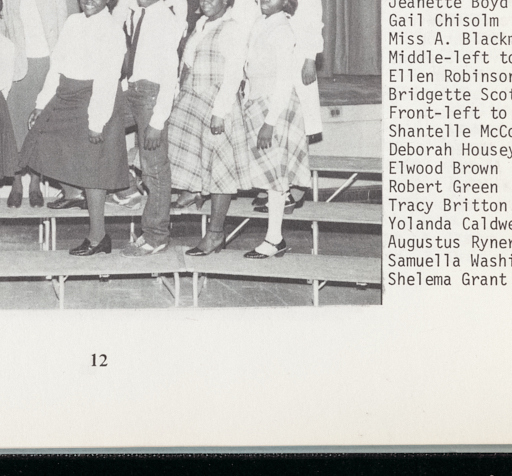 Jeanette Boyd
Gail Chisolm
Miss A.
Middle-left
Ellen Robinson
Bridgette
Front-left to
Shantelle
Deborah Housey
Elwood Brown
Robert Green
Tracy Britton
Yolanda
Augustus Ryner
Samuella
Shelema Grant
12